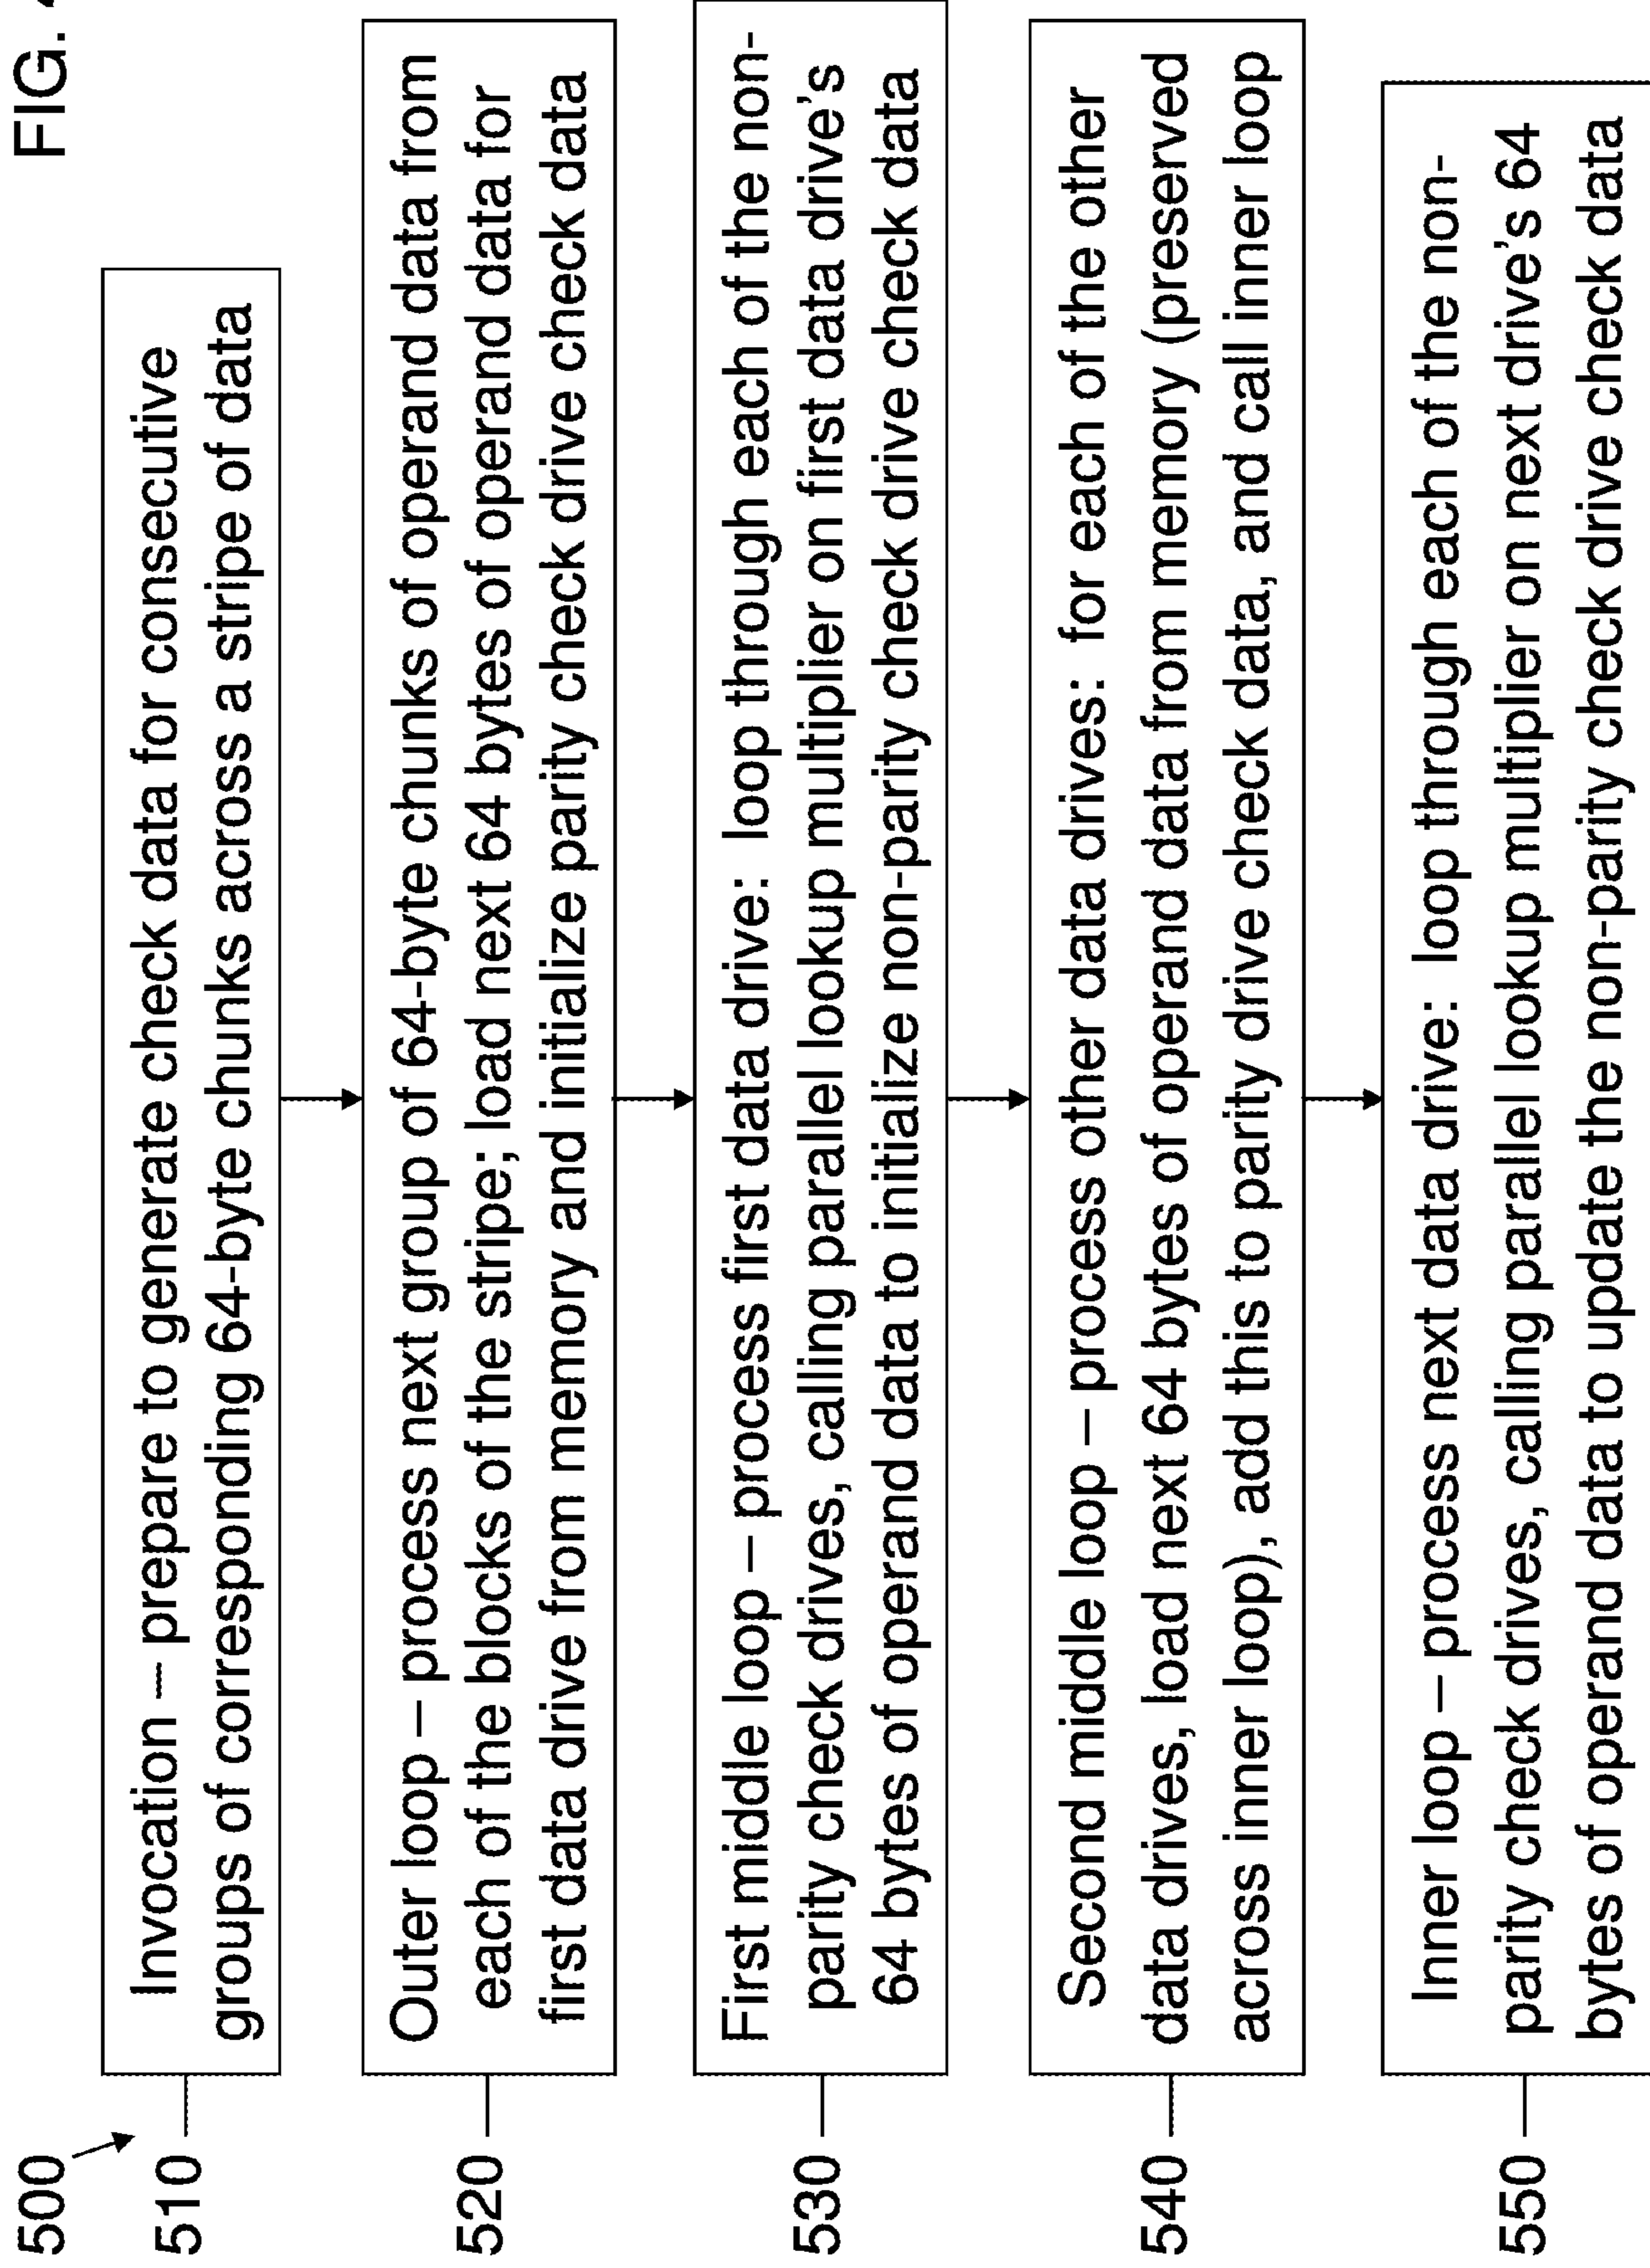 FIG.
500
510
Invocation – prepare to generate check data for consecutive
groups of corresponding 64-byte chunks across a stripe of data
520
Outer loop – process next group of 64-byte chunks of operand data from
each of the blocks of the stripe; load next 64 bytes of operand data for
first data drive from memory and initialize parity check drive check data
530
First middle loop – process first data drive: loop through each of the non-
parity check drives, calling parallel lookup multiplier on first data drive's
64 bytes of operand data to initialize non-parity check drive check data
540
Second middle loop – process other data drives: for each of the other
data drives, load next 64 bytes of operand data from memory (preserved
across inner loop), add this to parity drive check data, and call inner loop
550
Inner loop – process next data drive: loop through each of the non-
parity check drives, calling parallel lookup multiplier on next drive's 64
bytes of operand data to update the non-parity check drive check data